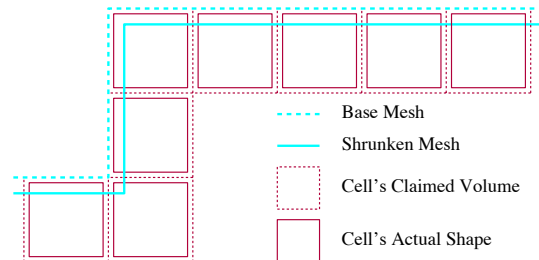 Base Mesh
Shrunken Mesh
Cell's Claimed Volume
Cell's Actual Shape